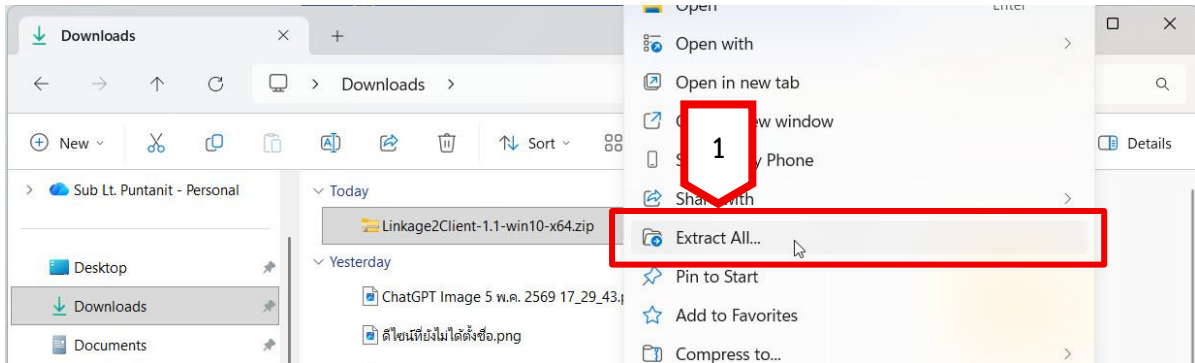 Open Enter
Downloads
Open with
Downloads
Open in new tab
New Sort
ew window
Details
1
y Phone
Sub Lt. Puntanit - Personal
Today
Share with
Linkage2Client-1.1-win10-x64.zip
Extract All...
Yesterday
Desktop
Pin to Start
ChatGPT Image 5 พ.ค. 2569 17_29_43.p
Downloads
Add to Favorites
ดีไซน์ที่ยังไม่ได้ตั้งชื่อ.png
Documents
Compress to...